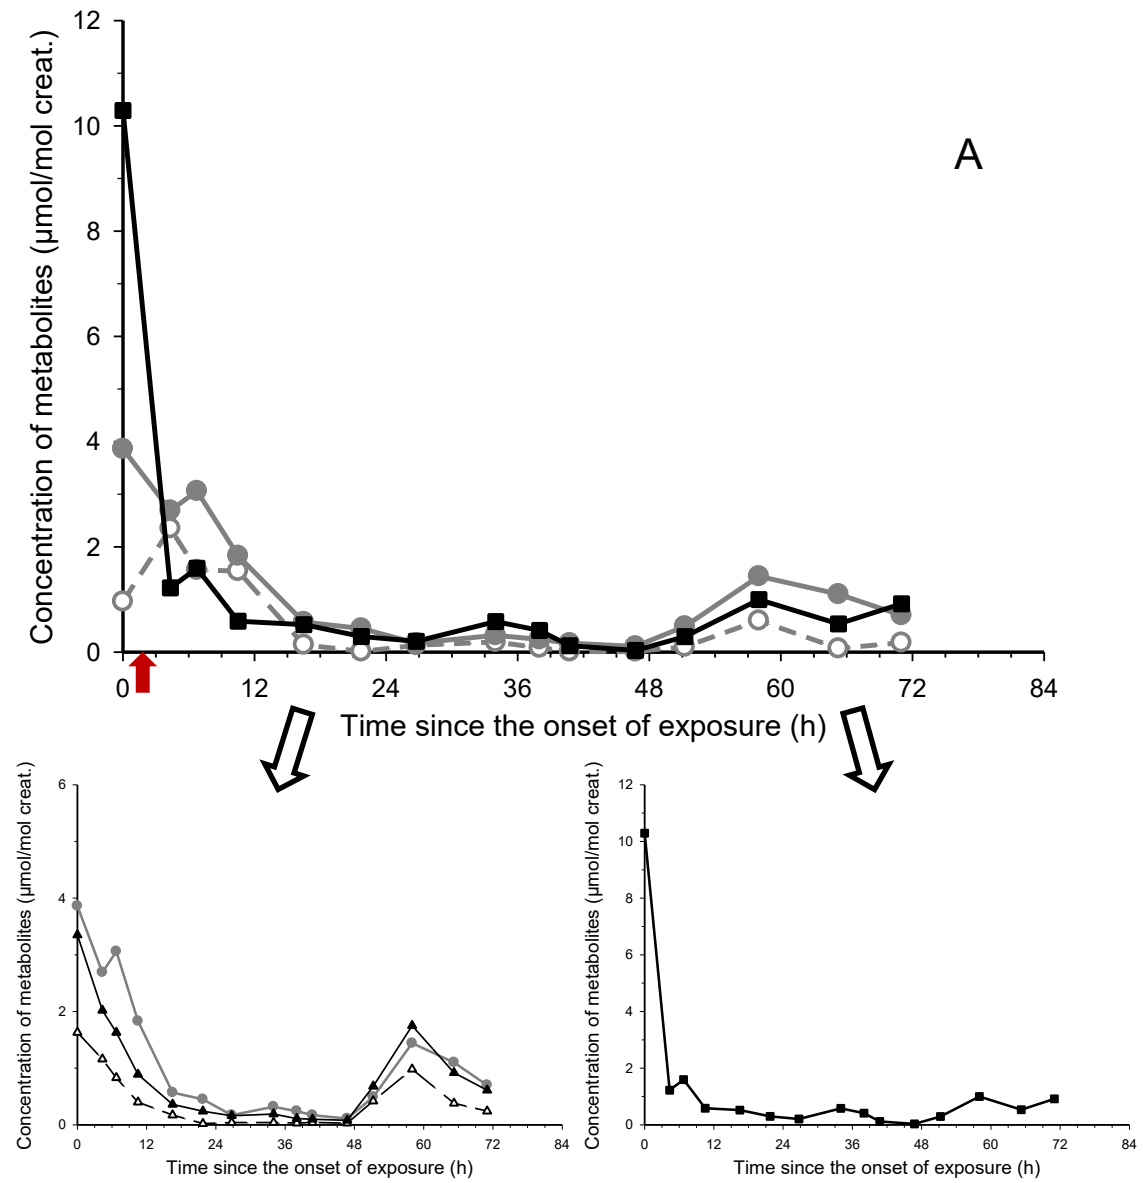 Concentration of metabolites (µmol/mol creat.)
12
10
8
6
4
2
0
A
0 12 24 36 48 60 72 84
Time since the onset of exposure (h)
Concentration of metabolites (µmol/mol creat.)
6
4
2
0
0 12 24 36 48 60 72 84
Time since the onset of exposure (h)
Concentration of metabolites (µmol/mol creat.)
12
10
8
6
4
2
0
0 12 24 36 48 60 72 84
Time since the onset of exposure (h)